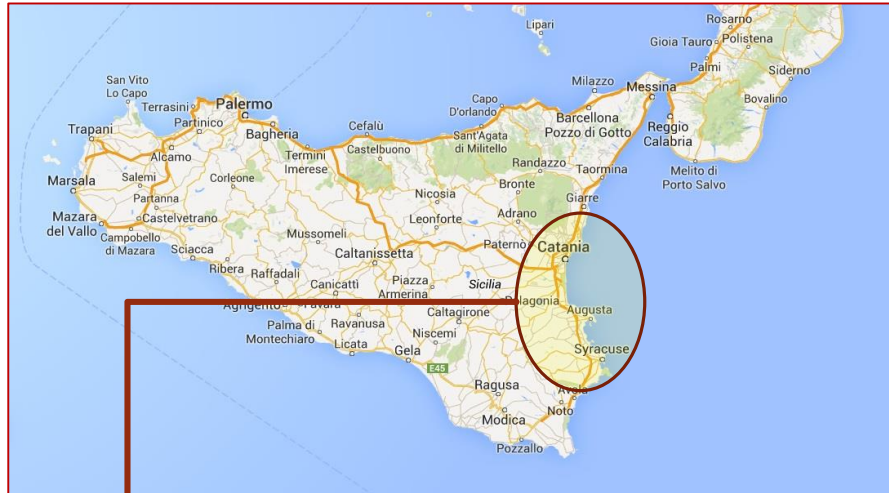 Lipari
Rosarno
Gioia Tauro
Polistena
Palmi
Siderno
San Vito
Lo Capo
Milazzo
Messina
Capo
D'orlando
Terrasini
Palermo
Bovalino
Barcellona
Pozzo di Gotto
Reggio
Calabria
Trapani
Partinico
Bagheria
Cefalù
Sant'Agata
di Militello
Alcamo
Termini
Imerese
Castelbuono
Randazzo
Taormina
Melito di
Porto Salvo
Marsala
Salemi
Corleone
Bronte
Partanna
Nicosia
Giarre
Mazara
del Vallo
Castelvetrano
Leonforte
Adrano
Campobello
di Mazara
Mussomeli
Paternò
Catania
Sciacca
Caltanissetta
Ribera
Raffadali
Piazza
Armerina
Sicilia
Canicattì
Palagonia
Agrigento
Favara
Caltagirone
Augusta
Palma di
Montechiaro
Ravanusa
Niscemi
Licata
Gela
Syracuse
E45
Ragusa
Avola
Modica
Noto
Pozzallo